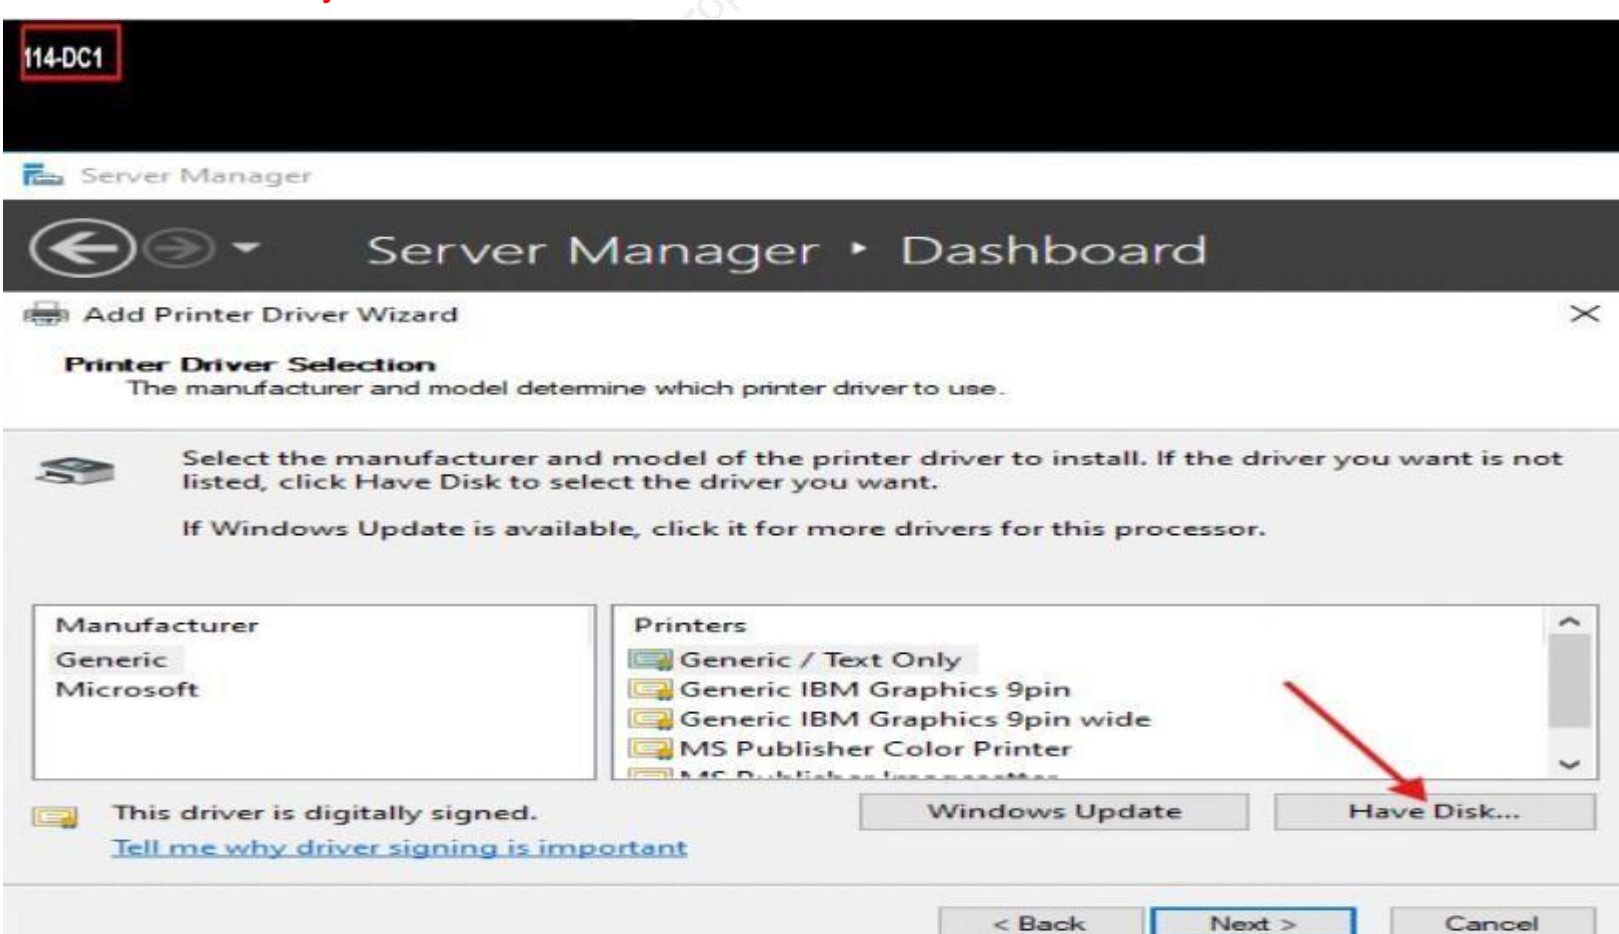 114-DC1
Server Manager
Server Manager ‣ Dashboard
Add Printer Driver Wizard
Printer Driver Selection
The manufacturer and model determine which printer driver to use.
Select the manufacturer and model of the printer driver to install. If the driver you want is not
listed, click Have Disk to select the driver you want.
If Windows Update is available, click it for more drivers for this processor.
Manufacturer
Generic
Microsoft
Printers
Generic / Text Only
Generic IBM Graphics 9pin
Generic IBM Graphics 9pin wide
MS Publisher Color Printer
This driver is digitally signed.
Windows Update
Have Disk...
Tell me why driver signing is important
< Back
Next >
Cancel